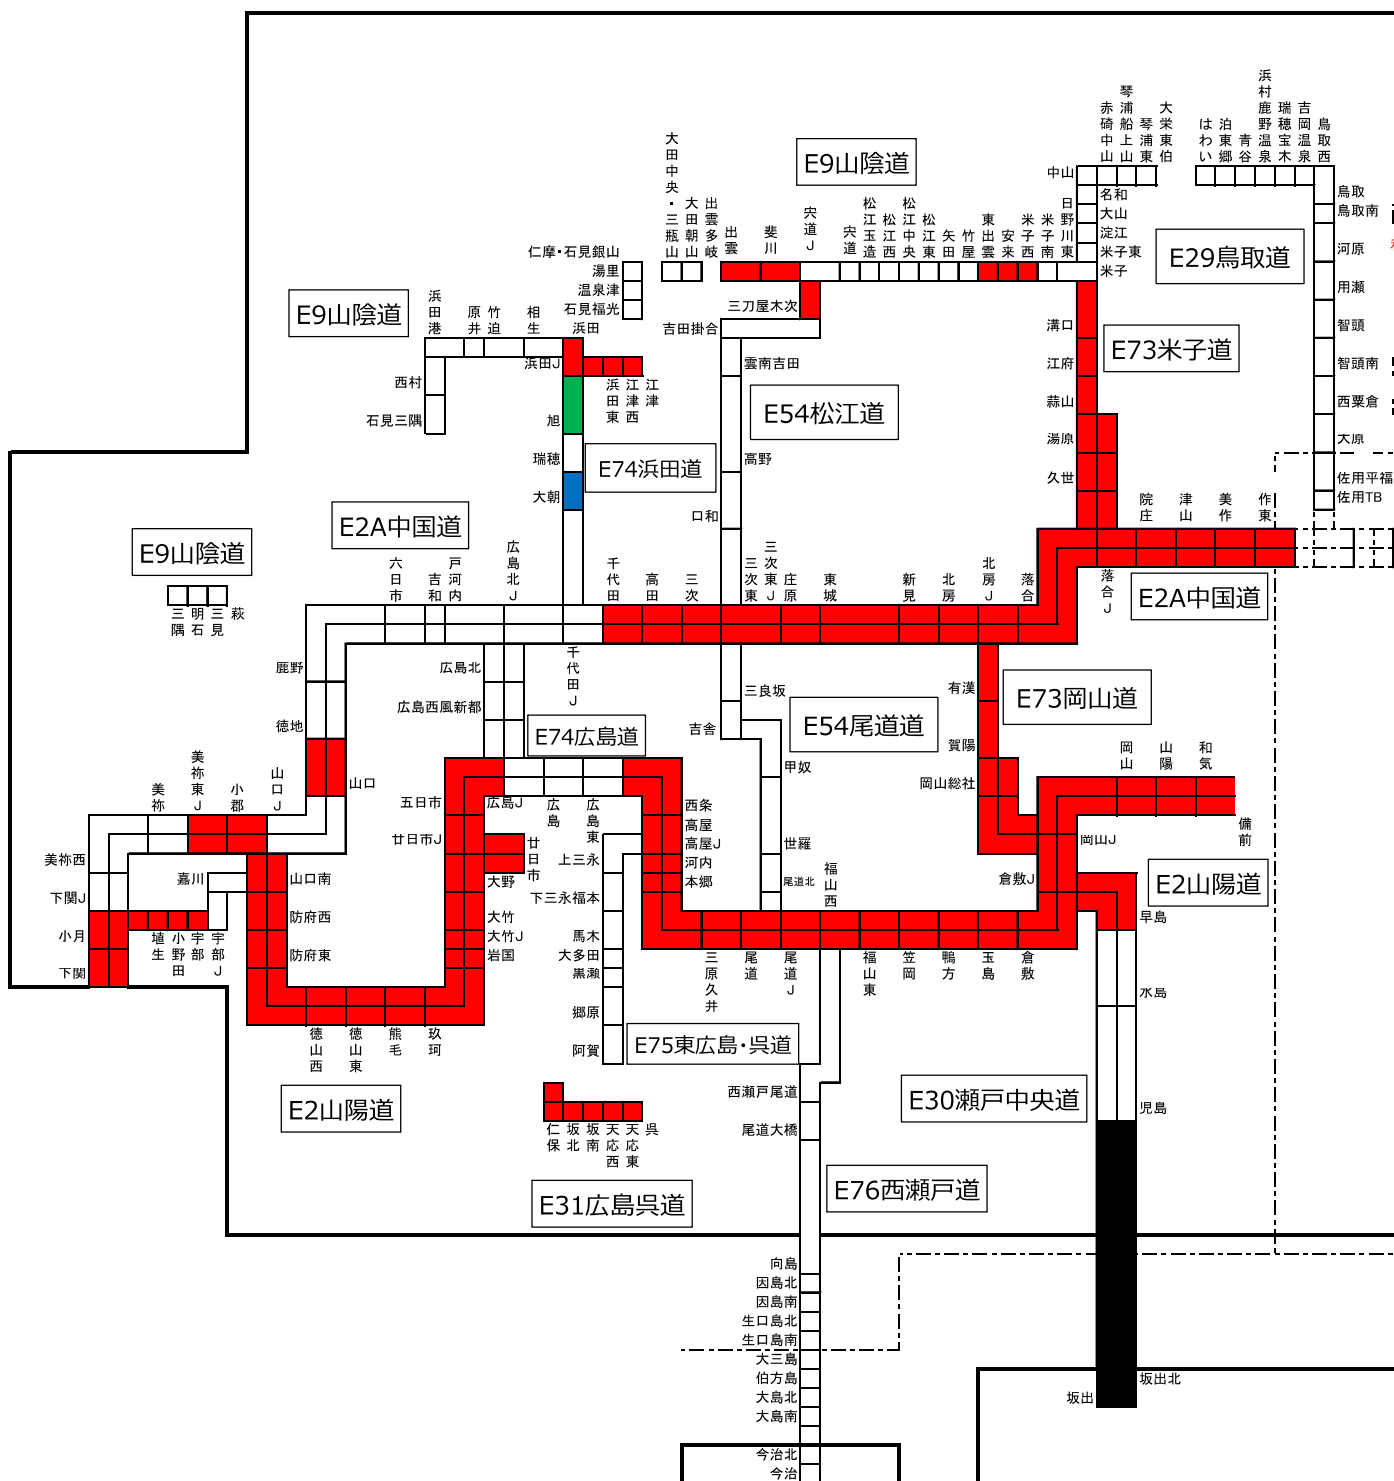 浜村鹿野温泉
瑞穂宝木
吉岡温泉
鳥取西
赤碕中山
琴浦船上山
琴浦東
大栄東伯
はわい
泊東郷
青谷
大田中央・三瓶山
大田朝山
出雲多岐
E9山陰道
中山
名和
大山
淀江
米子東
米子
鳥取
鳥取南
河原
用瀬
智頭
智頭南
西粟倉
大原
佐用平福
佐用TB
E29鳥取道
出雲
斐川
宍道J
宍道
松江玉造
松江西
松江中央
松江東
矢田
竹屋
東出雲
安来
米子西
米子南
日野川東
仁摩・石見銀山
湯里
温泉津
石見福光
三刀屋木次
吉田掛合
E9山陰道
浜田港
原井
竹迫
相生
浜田
浜田J
浜田東
江津西
江津
西村
石見三隅
旭
瑞穂
大朝
E74浜田道
雲南吉田
E54松江道
高野
口和
溝口
江府
蒜山
湯原
久世
E73米子道
院庄
津山
美作
作東
E2A中国道
E9山陰道
三隅
明石
三見
萩
E2A中国道
六日市
吉和
戸河内
広島北J
千代田
高田
三次
三次東
三次東J
庄原
東城
新見
北房
北房J
落合
落合J
鹿野
徳地
山口
広島北
広島西風新都
千代田J
E74広島道
三良坂
吉舎
E54尾道道
甲奴
世羅
尾道北
有漢
賀陽
岡山総社
E73岡山道
岡山
山陽
和気
備前
岡山J
倉敷J
E2山陽道
早島
水島
児島
美祢
美祢東J
小郡
山口J
美祢西
下関J
小月
下関
嘉川
埴生
小野田
宇部
宇部J
山口南
防府西
防府東
徳山西
徳山東
熊毛
玖珂
E2山陽道
五日市
廿日市J
広島J
廿日市
大野
大竹
大竹J
岩国
広島
広島東
西条
高屋
高屋J
河内
本郷
上三永
下三永福本
馬木
大多田
黒瀬
郷原
阿賀
E75東広島・呉道
三原久井
尾道
尾道J
福山西
福山東
笠岡
鴨方
玉島
倉敷
仁保
坂北
坂南
天応西
天応東
呉
E31広島呉道
西瀬戸尾道
尾道大橋
E76西瀬戸道
E30瀬戸中央道
向島
因島北
因島南
生口島北
生口島南
大三島
伯方島
大島北
大島南
今治北
今治
坂出
坂出北